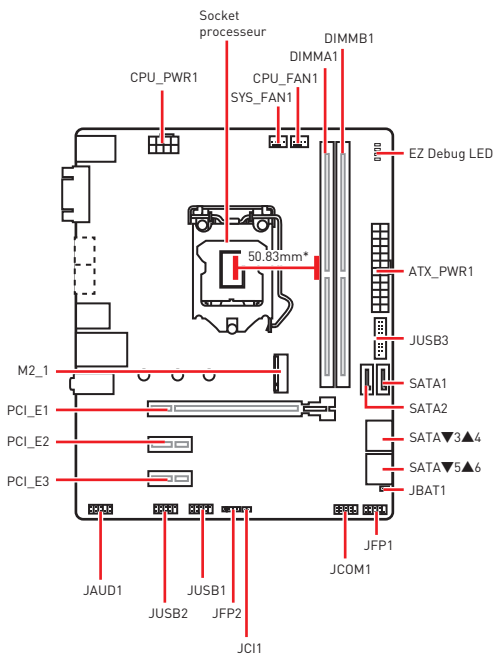 Socket
processeur
DIMMB1
DIMMA1
CPU_PWR1
CPU_FAN1
SYS_FAN1
EZ Debug LED
50.83mm*
ATX_PWR1
JUSB3
M2_1
SATA1
PCI_E1
SATA2
PCI_E2
SATA▼3▲4
PCI_E3
SATA▼5▲6
JBAT1
JFP1
JCOM1
JAUD1
JUSB1
JUSB2
JFP2
JCI1